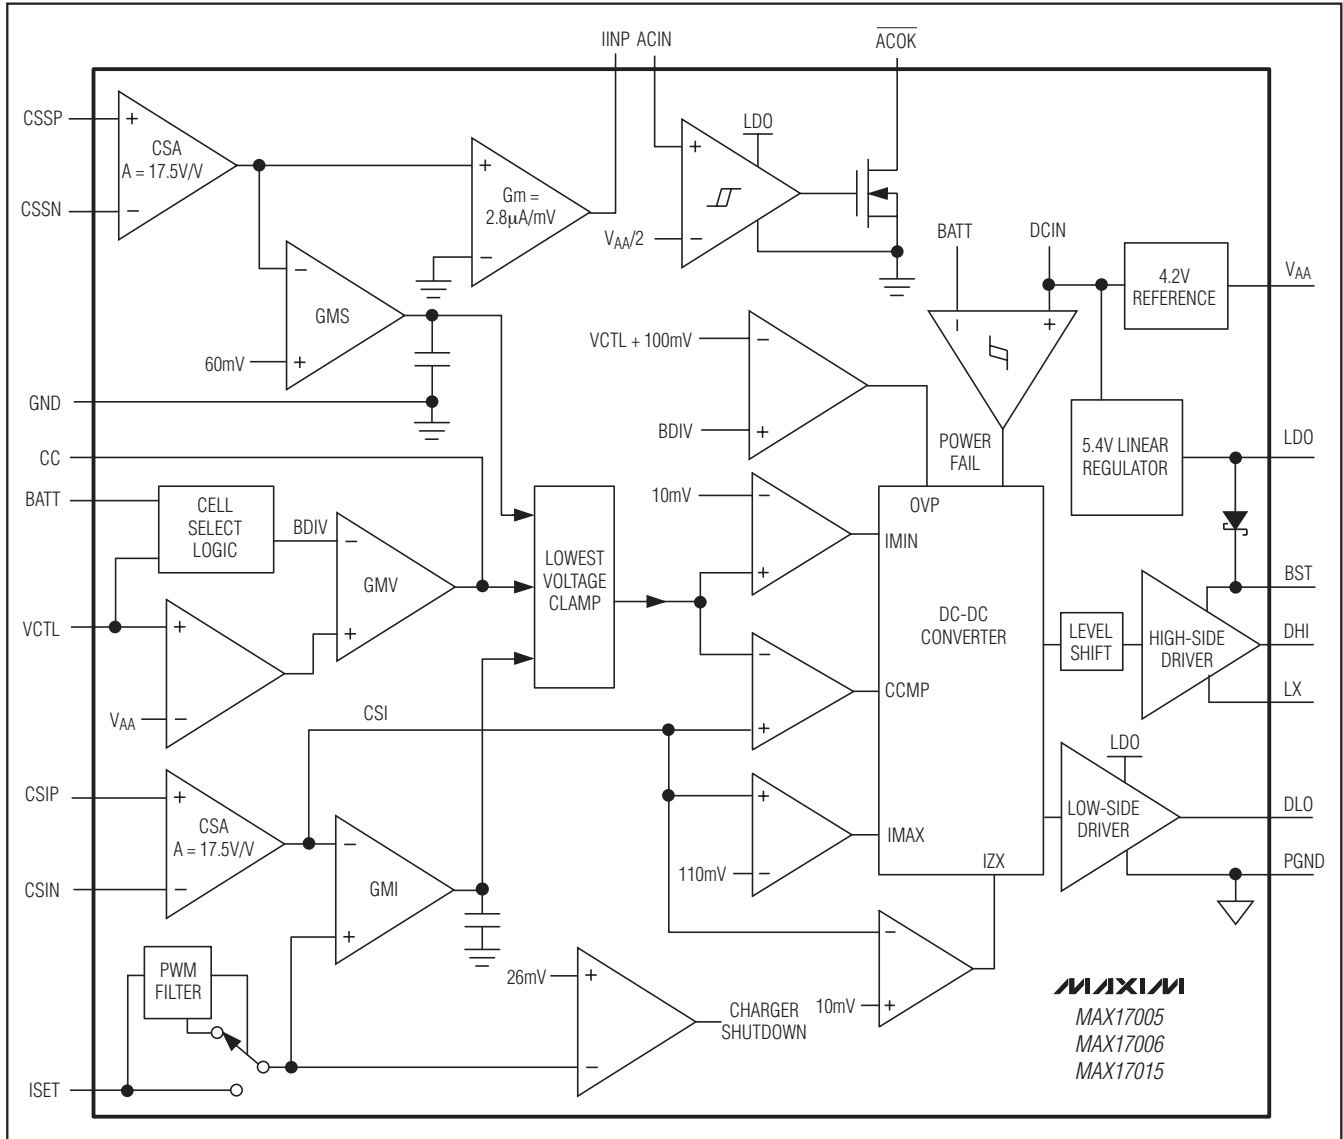 IINP ACIN
ACOK
CSSP
+
CSA
A = 17.5V/V
−
CSSN
+
Gm =
2.8µA/mV
−
LDO
+
VAA/2
−
BATT
DCIN
4.2V
REFERENCE
VAA
−
GMS
60mV
+
− +
VCTL + 100mV
−
BDIV
+
GND
POWER
FAIL
5.4V LINEAR
REGULATOR
LDO
CC
BATT
CELL
SELECT
LOGIC
BDIV
−
GMV
+
LOWEST
VOLTAGE
CLAMP
10mV
−
+
OVP
IMIN
DC-DC
CONVERTER
CCMP
IMAX
IZX
LEVEL
SHIFT
HIGH-SIDE
DRIVER
BST
DHI
LX
VCTL
+
VAA
−
−
+
CSI
LDO
LOW-SIDE
DRIVER
DLO
PGND
CSIP
+
CSA
A = 17.5V/V
−
CSIN
−
GMI
+
+
110mV
−
−
10mV
+
PWM
FILTER
26mV
+
−
CHARGER
SHUTDOWN
ISET
MAXIM
MAX17005
MAX17006
MAX17015